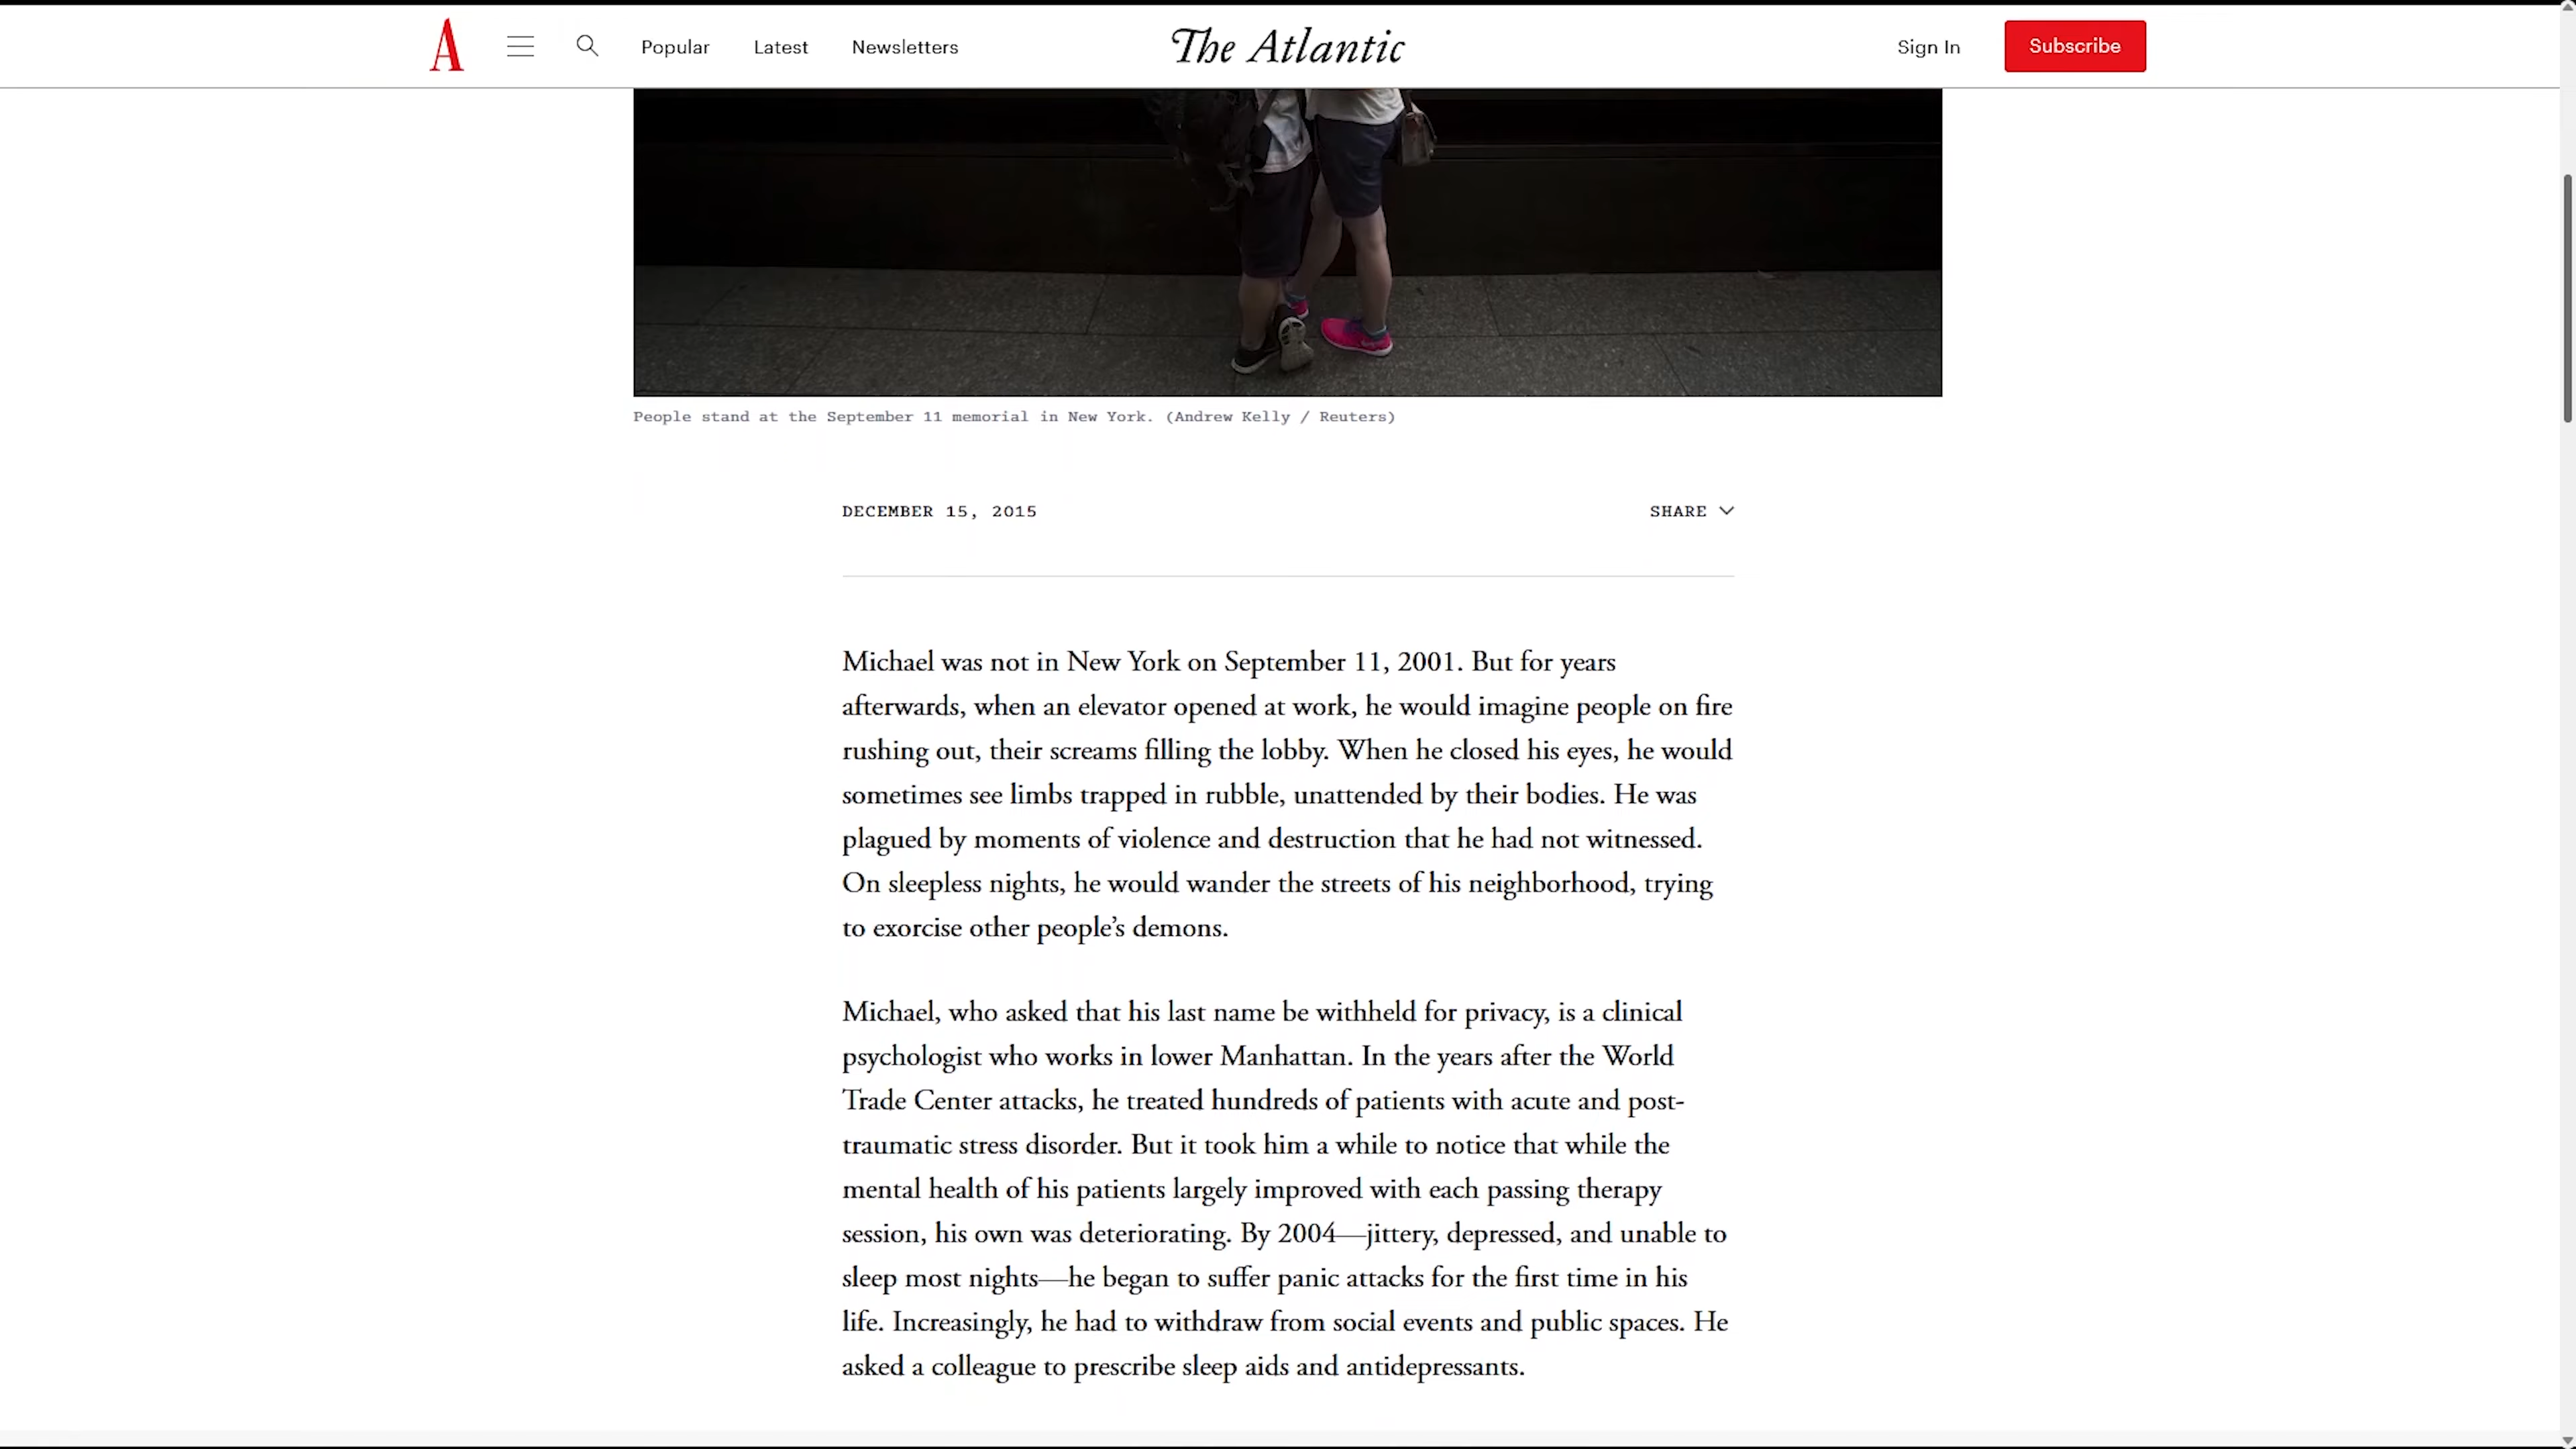 A
Popular
Latest
Newsletters
The Atlantic
Sign In
Subscribe
People stand at the September 11 memorial in New York. (Andrew Kelly / Reuters)
DECEMBER 15, 2015
SHARE
Michael was not in New York on September 11, 2001. But for years
afterwards, when an elevator opened at work, he would imagine people on fire
rushing out, their screams filling the lobby. When he closed his eyes, he would
sometimes see limbs trapped in rubble, unattended by their bodies. He was
plagued by moments of violence and destruction that he had not witnessed.
On sleepless nights, he would wander the streets of his neighborhood, trying
to exorcise other people’s demons.
Michael, who asked that his last name be withheld for privacy, is a clinical
psychologist who works in lower Manhattan. In the years after the World
Trade Center attacks, he treated hundreds of patients with acute and post-
traumatic stress disorder. But it took him a while to notice that while the
mental health of his patients largely improved with each passing therapy
session, his own was deteriorating. By 2004—jittery, depressed, and unable to
sleep most nights—he began to suffer panic attacks for the first time in his
life. Increasingly, he had to withdraw from social events and public spaces. He
asked a colleague to prescribe sleep aids and antidepressants.